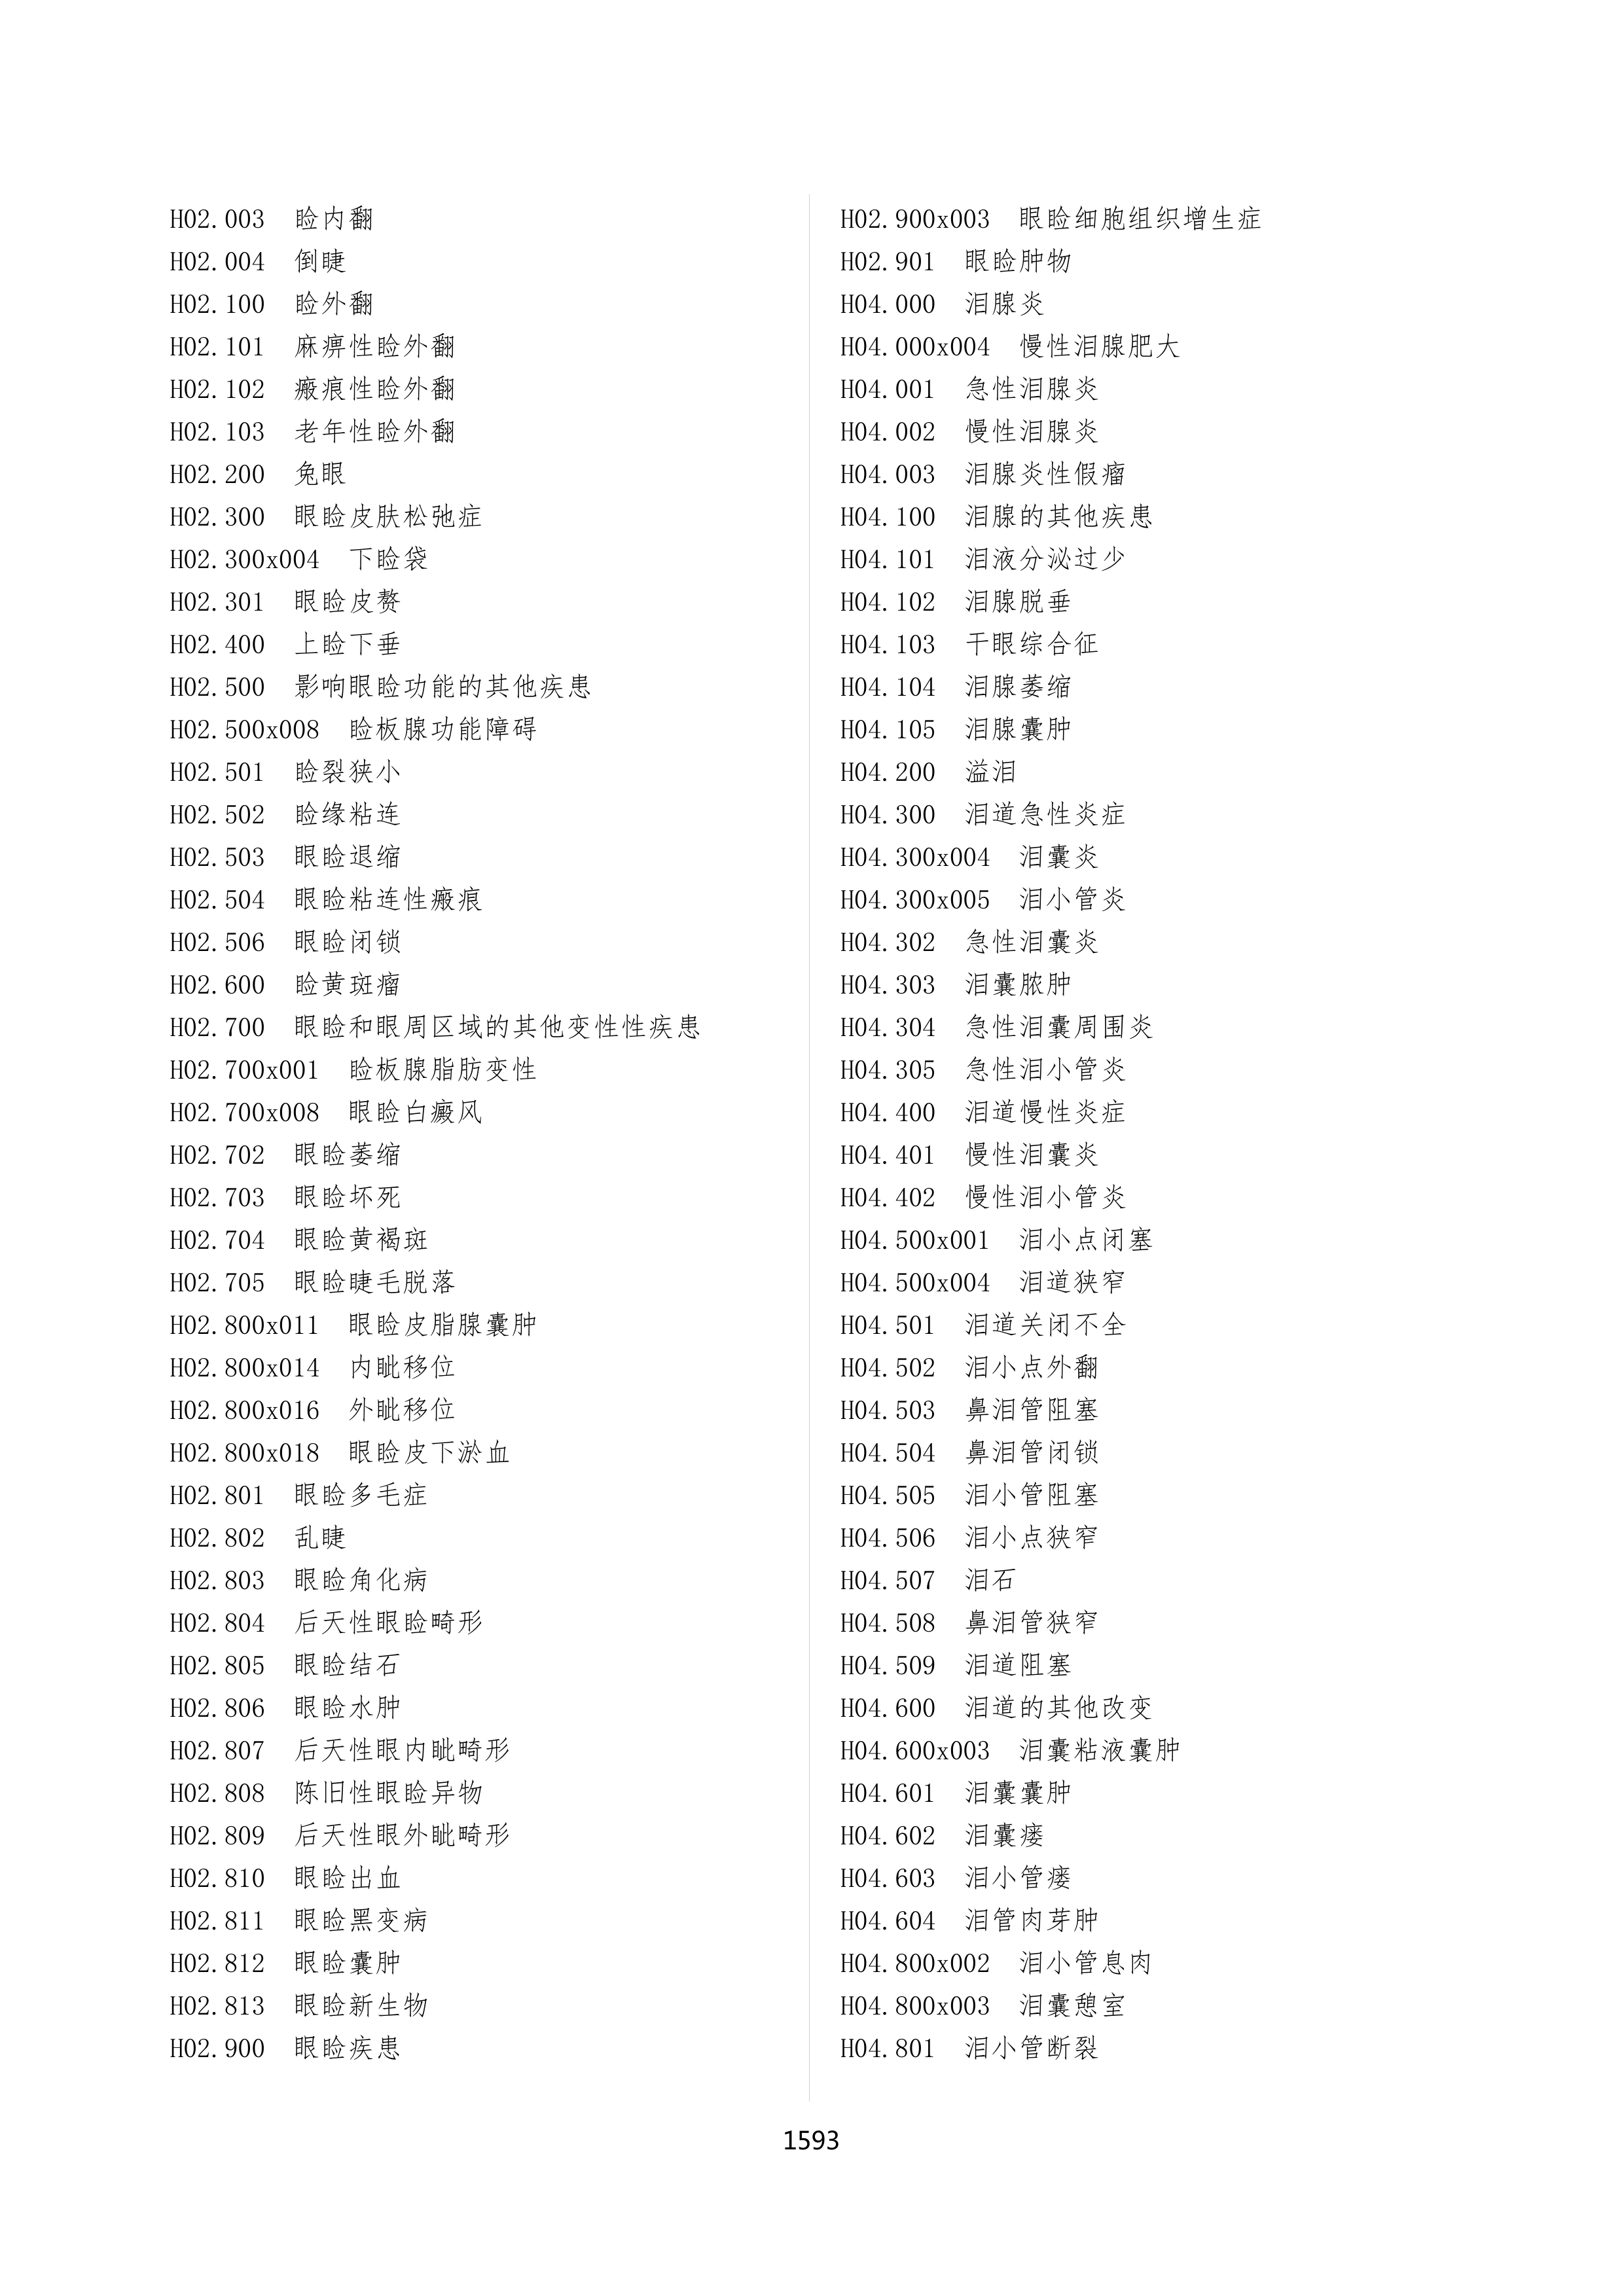 H02.003 睑内翻
H02.004 倒睫
H02.100 睑外翻
H02.101 麻痹性睑外翻
H02.102 瘢痕性睑外翻
H02.103 老年性睑外翻
H02.200 兔眼
H02.300 眼睑皮肤松弛症
H02.300x004 下睑袋
H02.301 眼睑皮赘
H02.400 上睑下垂
H02.500 影响眼睑功能的其他疾患
H02.500x008 睑板腺功能障碍
H02.501 睑裂狭小
H02.502 睑缘粘连
H02.503 眼睑退缩
H02.504 眼睑粘连性瘢痕
H02.506 眼睑闭锁
H02.600 睑黄斑瘤
H02.700 眼睑和眼周区域的其他变性性疾患
H02.700x001 睑板腺脂肪变性
H02.700x008 眼睑白癜风
H02.702 眼睑萎缩
H02.703 眼睑坏死
H02.704 眼睑黄褐斑
H02.705 眼睑睫毛脱落
H02.800x011 眼睑皮脂腺囊肿
H02.800x014 内眦移位
H02.800x016 外眦移位
H02.800x018 眼睑皮下淤血
H02.801 眼睑多毛症
H02.802 乱睫
H02.803 眼睑角化病
H02.804 后天性眼睑畸形
H02.805 眼睑结石
H02.806 眼睑水肿
H02.807 后天性眼内眦畸形
H02.808 陈旧性眼睑异物
H02.809 后天性眼外眦畸形
H02.810 眼睑出血
H02.811 眼睑黑变病
H02.812 眼睑囊肿
H02.813 眼睑新生物
H02.900 眼睑疾患
H02.900x003 眼睑细胞组织增生症
H02.901 眼睑肿物
H04.000 泪腺炎
H04.000x004 慢性泪腺肥大
H04.001 急性泪腺炎
H04.002 慢性泪腺炎
H04.003 泪腺炎性假瘤
H04.100 泪腺的其他疾患
H04.101 泪液分泌过少
H04.102 泪腺脱垂
H04.103 干眼综合征
H04.104 泪腺萎缩
H04.105 泪腺囊肿
H04.200 溢泪
H04.300 泪道急性炎症
H04.300x004 泪囊炎
H04.300x005 泪小管炎
H04.302 急性泪囊炎
H04.303 泪囊脓肿
H04.304 急性泪囊周围炎
H04.305 急性泪小管炎
H04.400 泪道慢性炎症
H04.401 慢性泪囊炎
H04.402 慢性泪小管炎
H04.500x001 泪小点闭塞
H04.500x004 泪道狭窄
H04.501 泪道关闭不全
H04.502 泪小点外翻
H04.503 鼻泪管阻塞
H04.504 鼻泪管闭锁
H04.505 泪小管阻塞
H04.506 泪小点狭窄
H04.507 泪石
H04.508 鼻泪管狭窄
H04.509 泪道阻塞
H04.600 泪道的其他改变
H04.600x003 泪囊粘液囊肿
H04.601 泪囊囊肿
H04.602 泪囊瘘
H04.603 泪小管瘘
H04.604 泪管肉芽肿
H04.800x002 泪小管息肉
H04.800x003 泪囊憩室
H04.801 泪小管断裂
1593